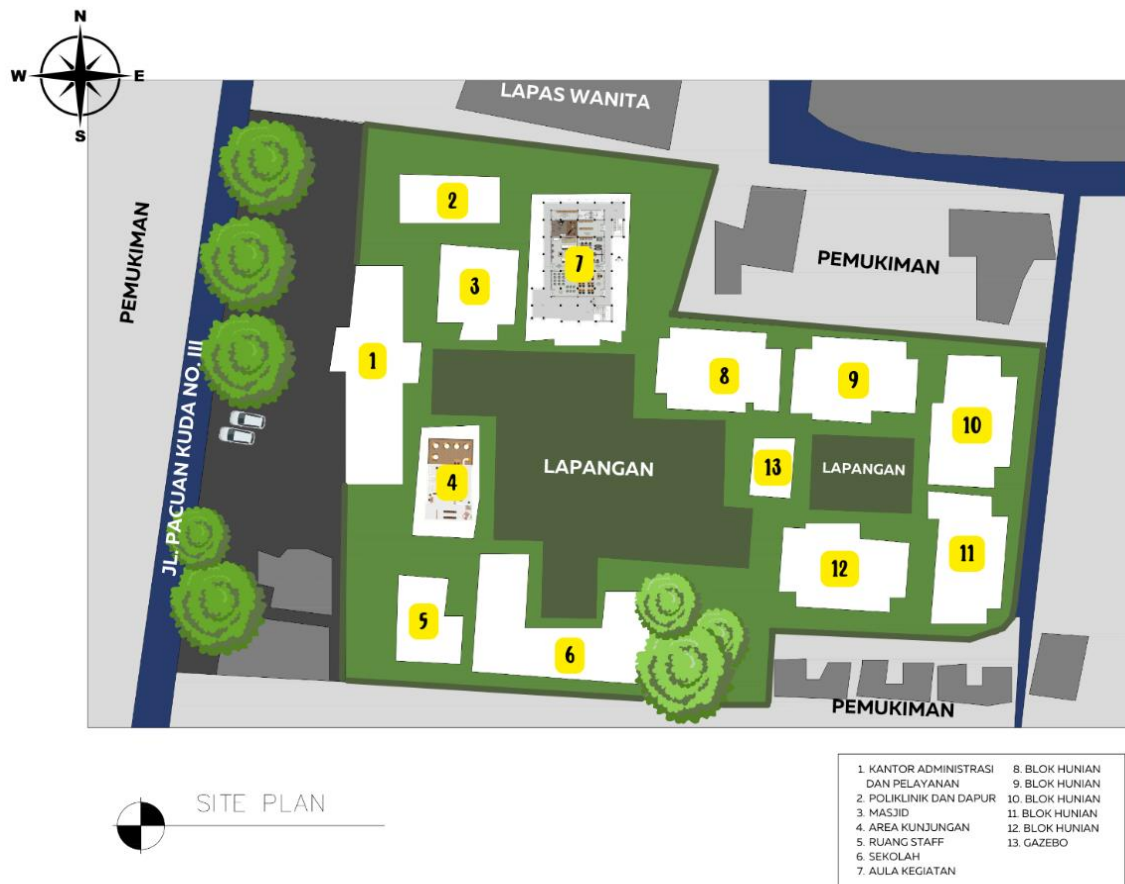 N
W
E
S
LAPAS WANITA
PEMUKIMAN
PEMUKIMAN
JL. PACUAN KUDA NO. III
2
7
3
1
8
9
10
LAPANGAN
13
LAPANGAN
4
12
11
5
6
PEMUKIMAN
SITE PLAN
1. KANTOR ADMINISTRASI
DAN PELAYANAN
2. POLIKLINIK DAN DAPUR
3. MASJID
4. AREA KUNJUNGAN
5. RUANG STAFF
6. SEKOLAH
7. AULA KEGIATAN
8. BLOK HUNIAN
9. BLOK HUNIAN
10. BLOK HUNIAN
11. BLOK HUNIAN
12. BLOK HUNIAN
13. GAZEBO